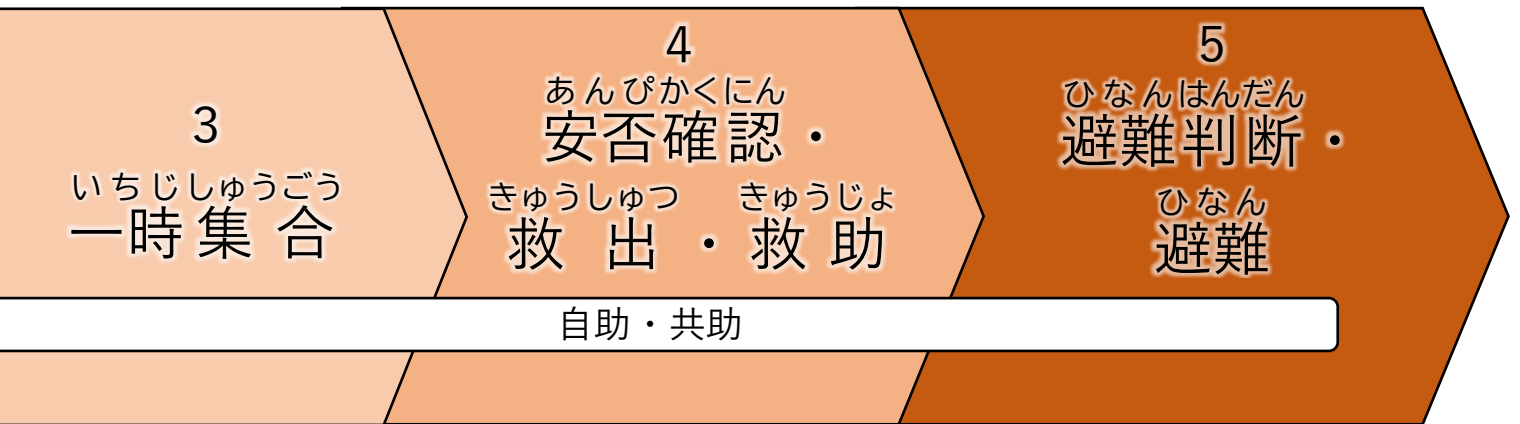 3
いちじしゅうごう
一時集合
4
あんぴかくにん
安否確認・
きゅうしゅつ きゅうじょ
救出・救助
5
ひなんはんだん
避難判断・
ひなん
避難
自助・共助